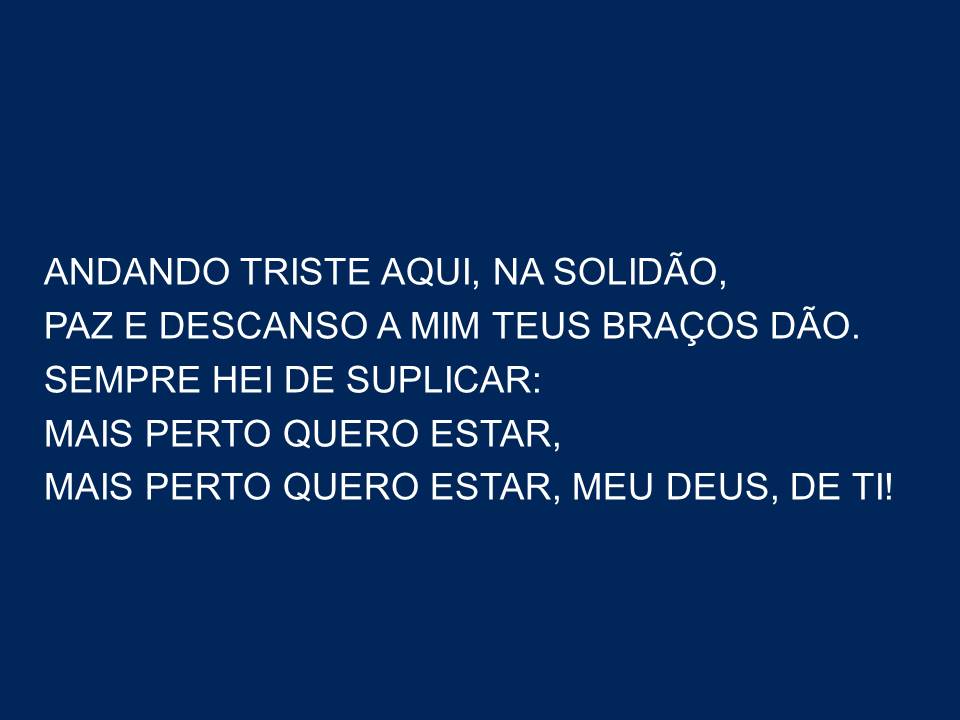 ANDANDO TRISTE AQUI, NA SOLIDÃO,
PAZ E DESCANSO A MIM TEUS BRAÇOS DÃO.
SEMPRE HEI DE SUPLICAR:
MAIS PERTO QUERO ESTAR,
MAIS PERTO QUERO ESTAR, MEU DEUS, DE TI!